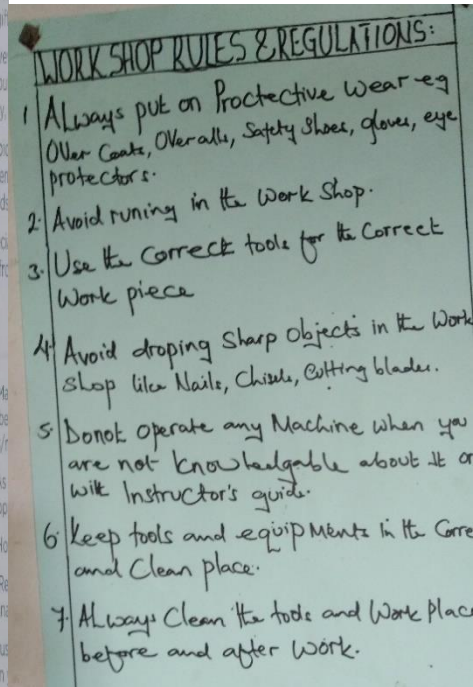 WORKSHOP RULES & REGULATIONS:
1 ALways put on Proctective Wear eg
Over Coats, Overalls, Safety Shoes, gloves, eye
protectors.
2. Avoid runing in the Work Shop.
3. Use the Correct tools for the Correct
Work piece
4 Avoid droping Sharp Objects in the Work
Shop like Nails, Chisels, Cutting blades.
5. Donot operate any Machine when you
are not knowledgable about it or
with Instructor's guide.
6 Keep tools and equipMents in the Corre
and Clean place.
7. ALways Clean the tools and Work Plac
before and after Work.